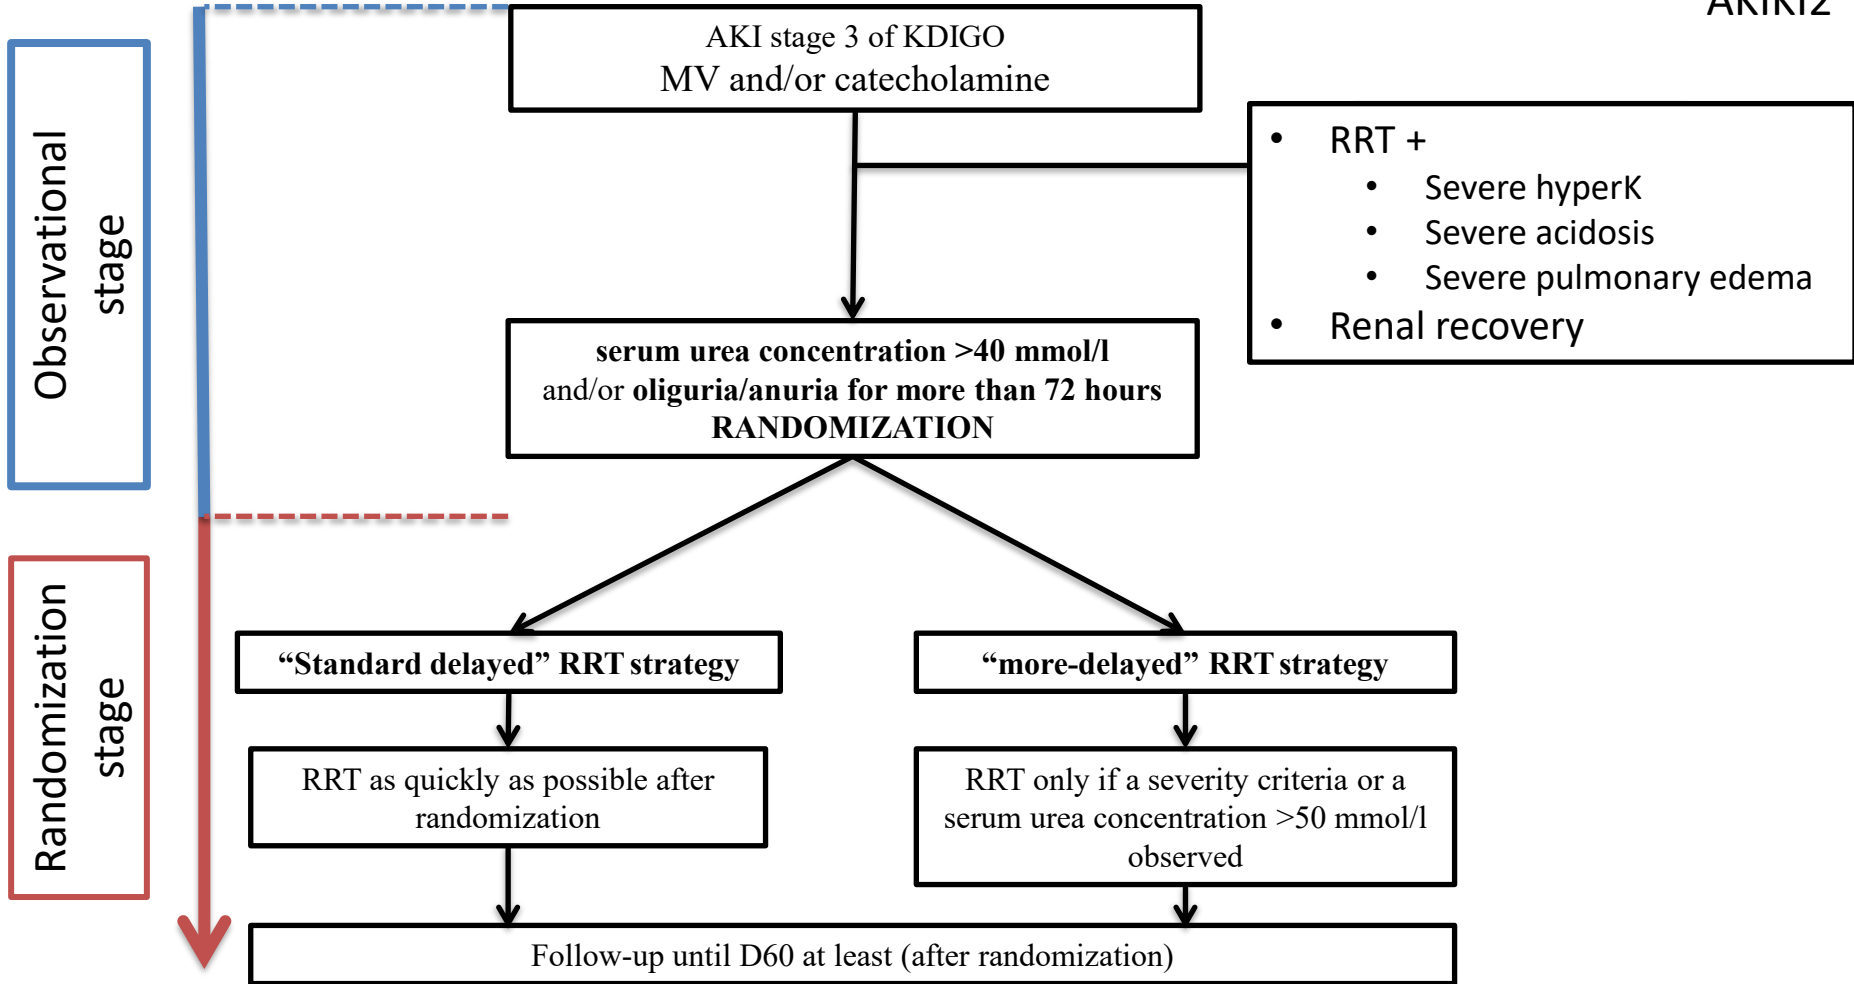 AKIKI2
AKI stage 3 of KDIGO
MV and/or catecholamine
• RRT +
• Severe hyperK
• Severe acidosis
• Severe pulmonary edema
• Renal recovery
Observational
stage
serum urea concentration >40 mmol/l
and/or oliguria/anuria for more than 72 hours
RANDOMIZATION
Randomization
stage
“Standard delayed” RRT strategy
“more-delayed” RRT strategy
RRT as quickly as possible after
randomization
RRT only if a severity criteria or a
serum urea concentration >50 mmol/l
observed
Follow-up until D60 at least (after randomization)